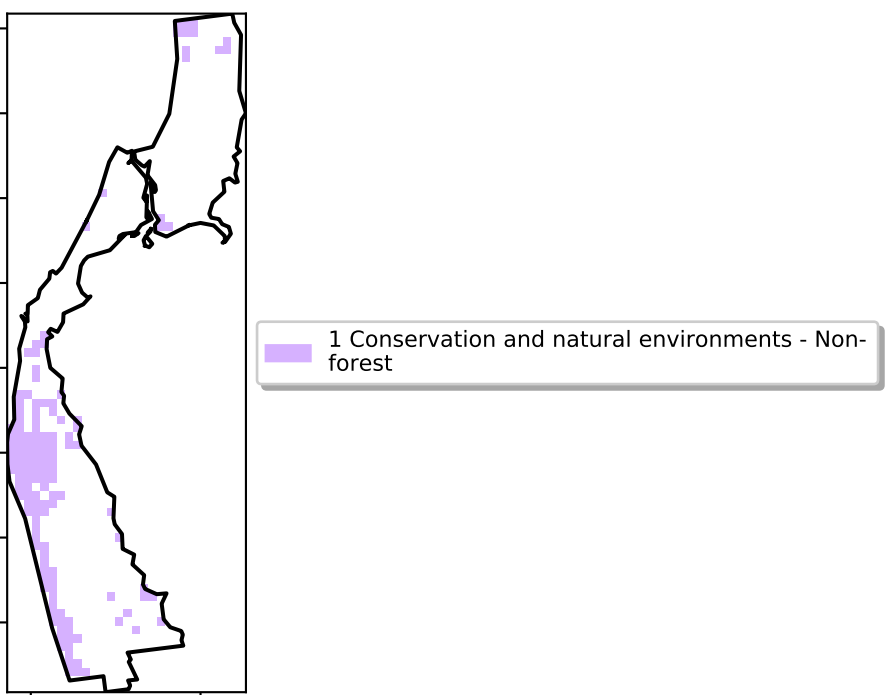 1 Conservation and natural environments - Non-
forest